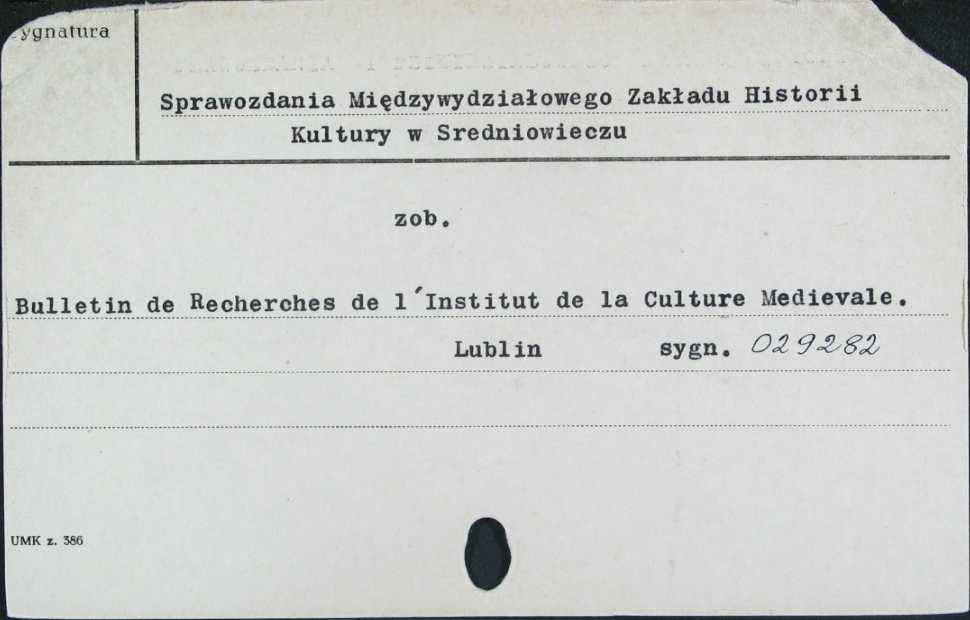 ygnatura
Sprawozdania Międzywydziałowego Zakładu Historii
Kultury w Sredniowieczu
zob.
Bulletin de Recherches de l´Institut de la Culture Medievale.
Lublin sygn. 029282
UMK z. 386